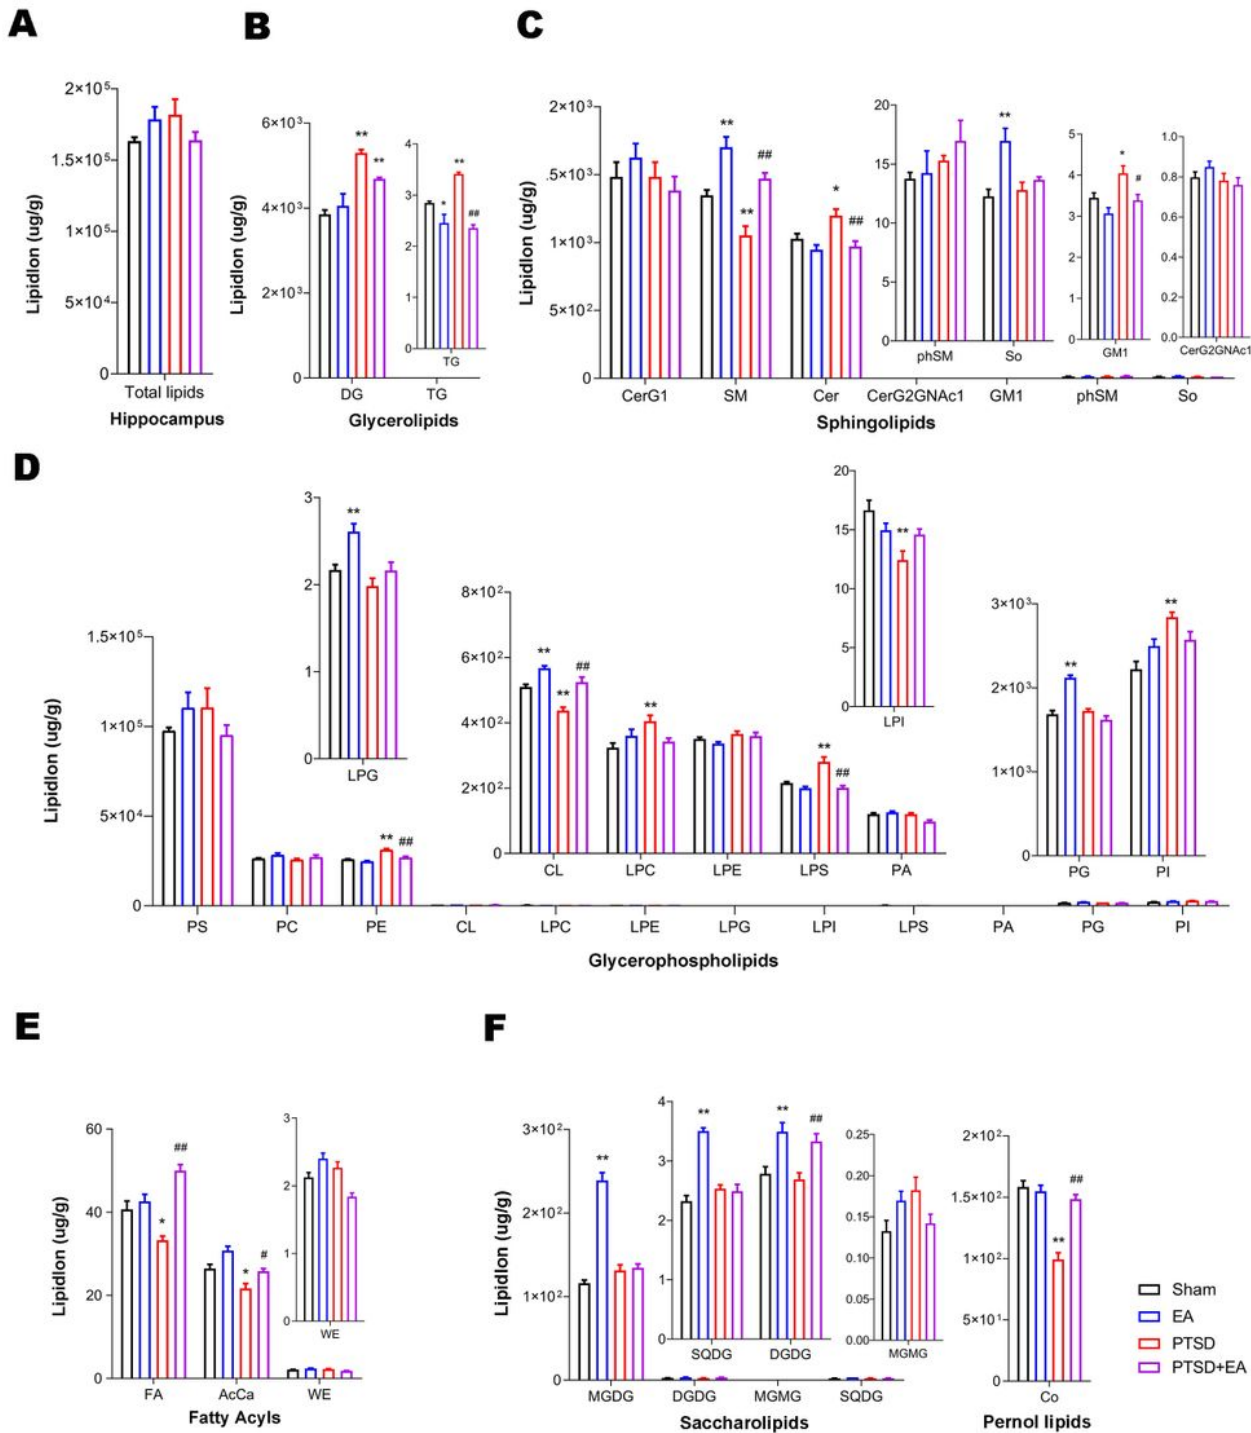 A
B
C
LipidIon (ug/g)
2×10⁵
1.5×10⁵
1×10⁵
5×10⁴
0
Total lipids
Hippocampus
LipidIon (ug/g)
6×10³
4×10³
2×10³
0
**
**
DG
TG
Glycerolipids
4
3
2
1
0
*
**
##
TG
LipidIon (ug/g)
2×10³
5×10³
1×10³
5×10²
0
**
**
##
*
##
CerG1
SM
Cer
CerG2GNAc1
GM1
phSM
So
Sphingolipids
20
15
10
5
0
**
phSM
So
5
4
3
2
1
0
*
#
GM1
1.0
0.8
0.6
0.4
0.2
0.0
CerG2GNAc1
D
LipidIon (ug/g)
1.5×10⁵
1×10⁵
5×10⁴
0
**
##
PS
PC
PE
CL
LPC
LPE
LPG
LPI
LPS
PA
PG
PI
Glycerophospholipids
3
2
1
0
**
LPG
8×10²
6×10²
4×10²
2×10²
0
**
**
##
**
**
##
CL
LPC
LPE
LPS
PA
20
15
10
5
0
**
LPI
3×10³
2×10³
1×10³
0
**
**
PG
PI
E
LipidIon (ug/g)
60
40
20
0
*
##
*
#
FA
AcCa
WE
Fatty Acyls
3
2
1
0
WE
F
LipidIon (ug/g)
3×10²
2×10²
1×10²
0
**
MGDG
DGDG
MGMG
SQDG
Saccharolipids
4
3
2
1
0
**
**
##
SQDG
DGDG
0.25
0.20
0.15
0.10
0.05
0.00
MGMG
2×10²
1.5×10²
1×10²
5×10¹
0
**
##
Co
Pernol lipids
Sham
EA
PTSD
PTSD+EA